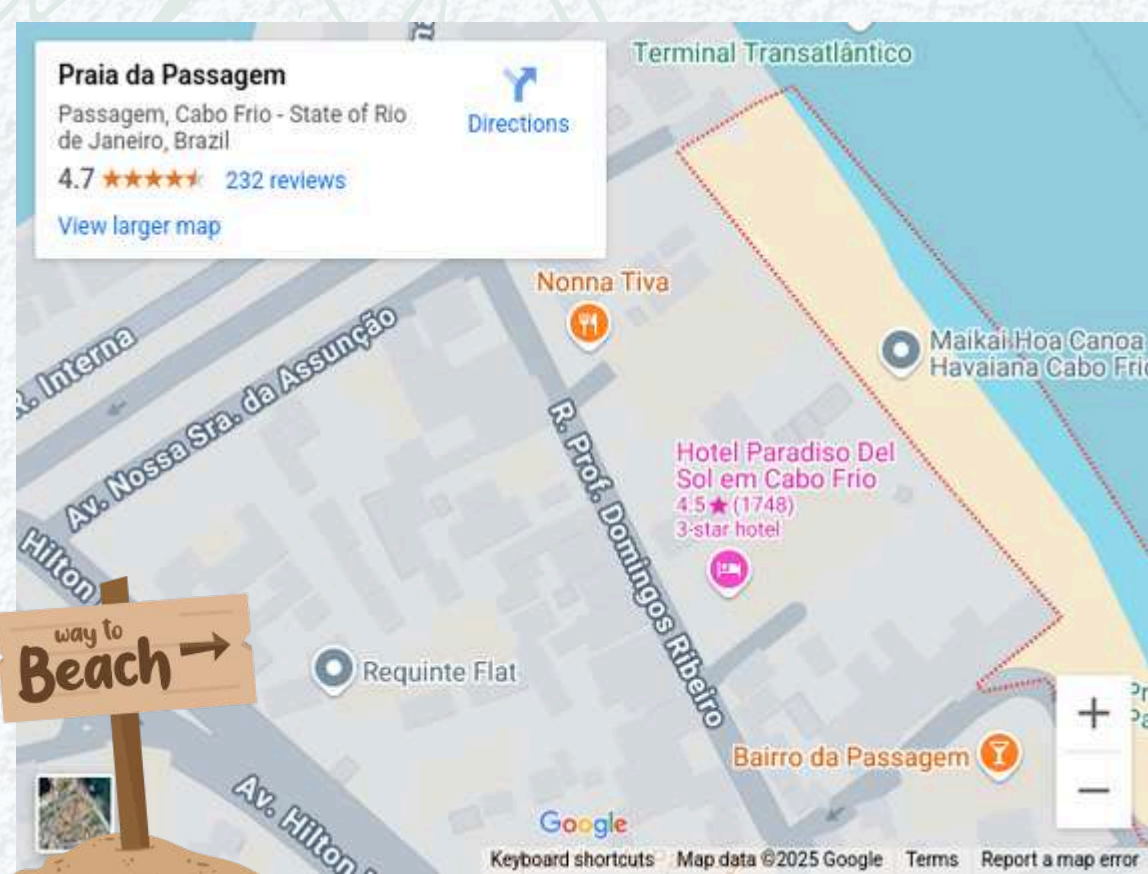 Praia da Passagem
Passagem, Cabo Frio - State of Rio
de Janeiro, Brazil
4.7
232 reviews
View larger map
Directions
Terminal Transatlântico
Nonna Tiva
R. Interna
Av. Nossa Sra. da Assunção
Maikai Hoa Canoa
Havaiana Cabo Frio
R. Prof. Domingos Ribeiro
Hotel Paradiso Del
Sol em Cabo Frio
4.5★ (1748)
3-star hotel
Hilton
way to
Beach
Requinte Flat
Bairro da Passagem
Av. Hilton
Google
Keyboard shortcuts
Map data ©2025 Google
Terms
Report a map error